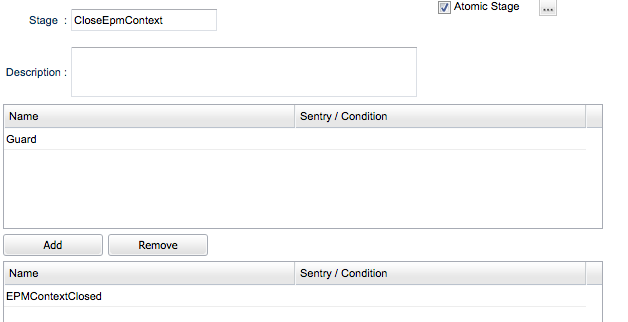 Atomic Stage ...
Stage : CloseEpmContext
Description :
Name Sentry / Condition
Guard
Add Remove
Name Sentry / Condition
EPMContextClosed